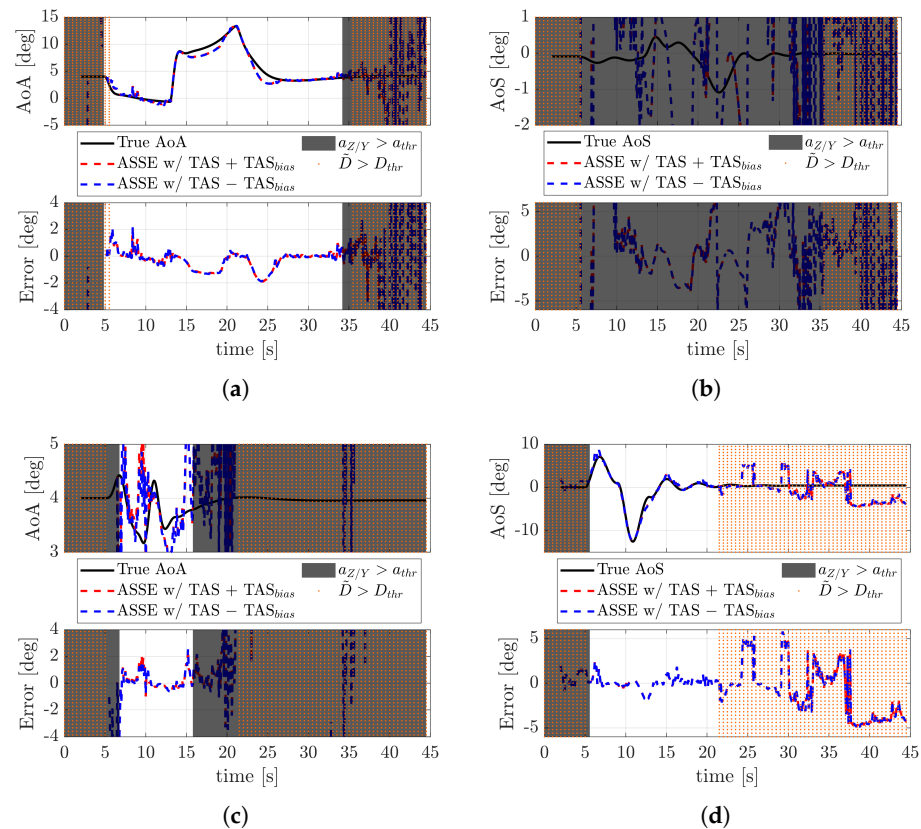 15
10
5
0
-5
AoA [deg]
True AoA
ASSE w/ TAS + TAS_bias
ASSE w/ TAS − TAS_bias
a_Z/Y > a_thr
D̃ > D_thr
4
2
0
-2
-4
Error [deg]
0 5 10 15 20 25 30 35 40 45
time [s]
(a)
1
0
-1
-2
AoS [deg]
True AoS
ASSE w/ TAS + TAS_bias
ASSE w/ TAS − TAS_bias
a_Z/Y > a_thr
D̃ > D_thr
5
0
-5
Error [deg]
0 5 10 15 20 25 30 35 40 45
time [s]
(b)
5
4
3
AoA [deg]
True AoA
ASSE w/ TAS + TAS_bias
ASSE w/ TAS − TAS_bias
a_Z/Y > a_thr
D̃ > D_thr
4
2
0
-2
-4
Error [deg]
0 5 10 15 20 25 30 35 40 45
time [s]
(c)
10
0
-10
AoS [deg]
True AoS
ASSE w/ TAS + TAS_bias
ASSE w/ TAS − TAS_bias
a_Z/Y > a_thr
D̃ > D_thr
5
0
-5
Error [deg]
0 5 10 15 20 25 30 35 40 45
time [s]
(d)